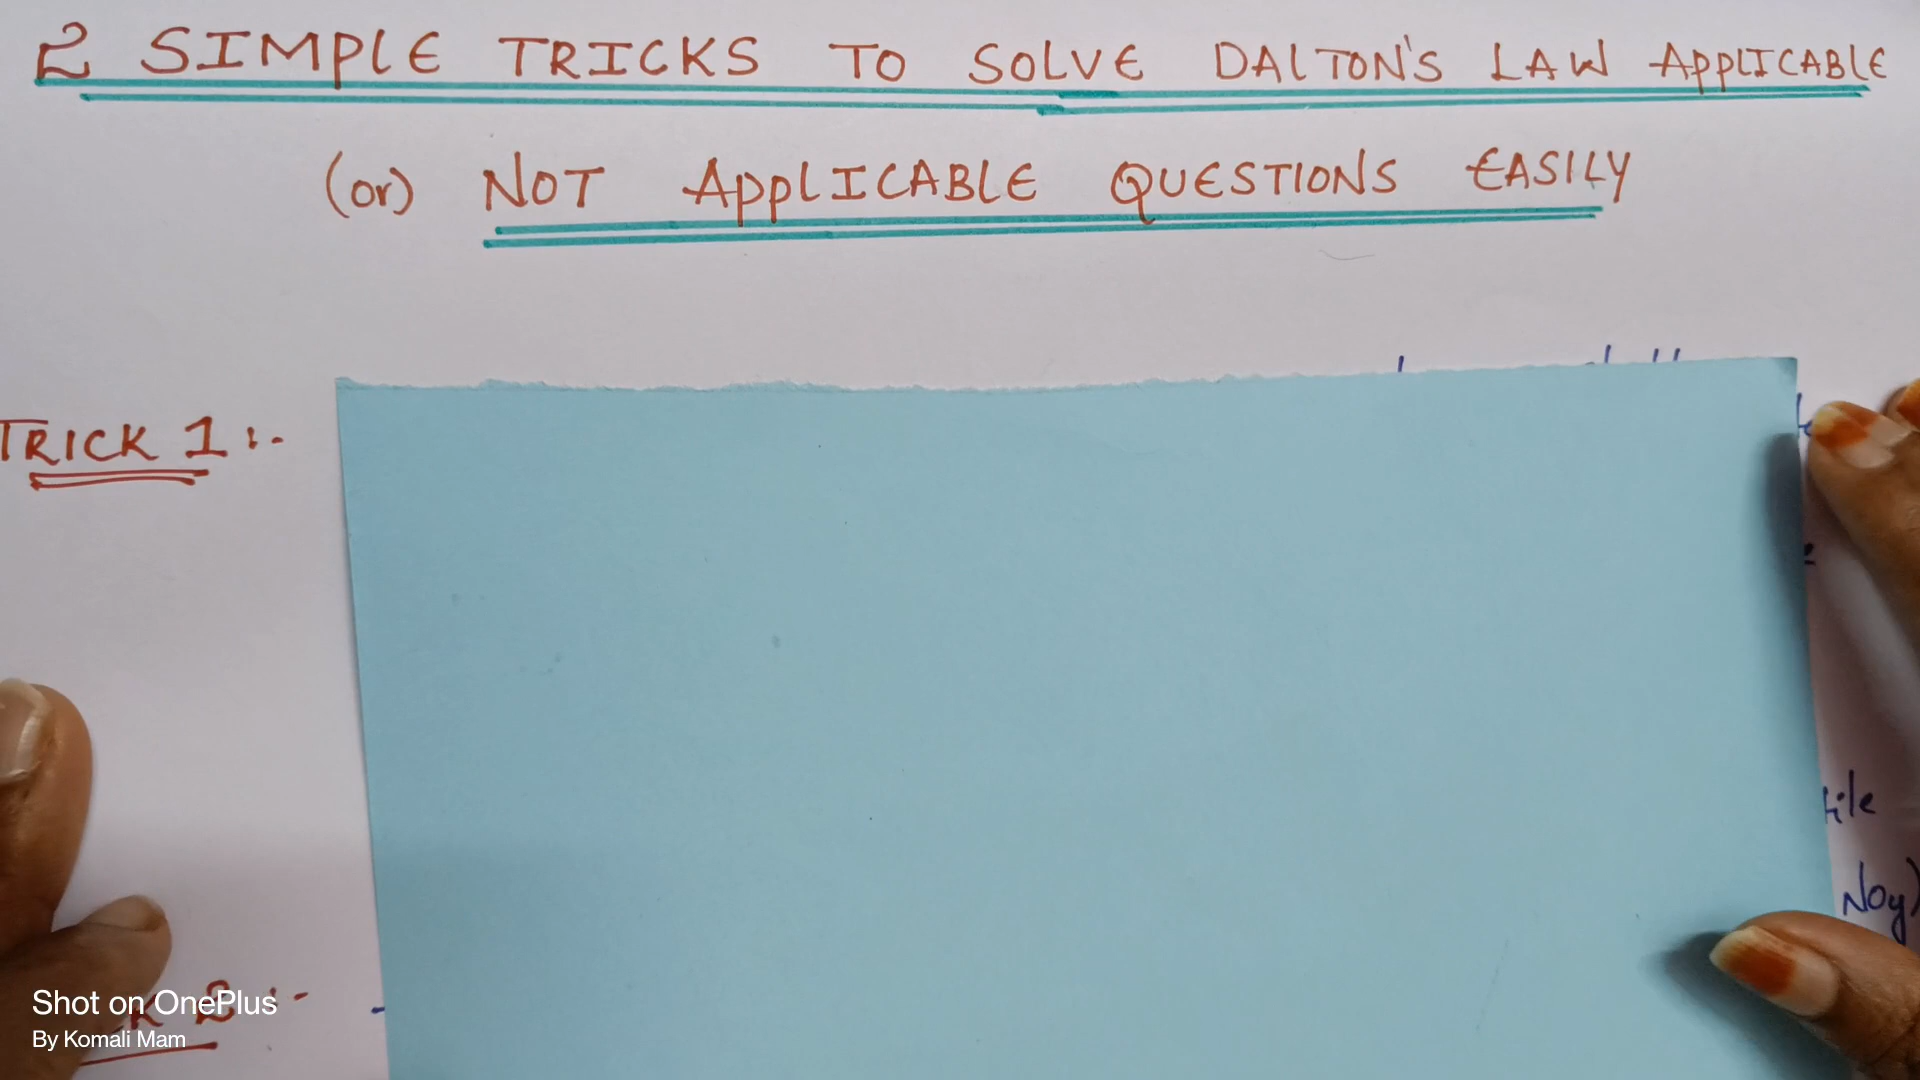 2 SIMPLE TRICKS TO SOLVE DALTON'S LAW APPLICABLE
(or) NOT APPLICABLE QUESTIONS EASILY
TRICK 1:-
Shot on OnePlus
By Komali Mam